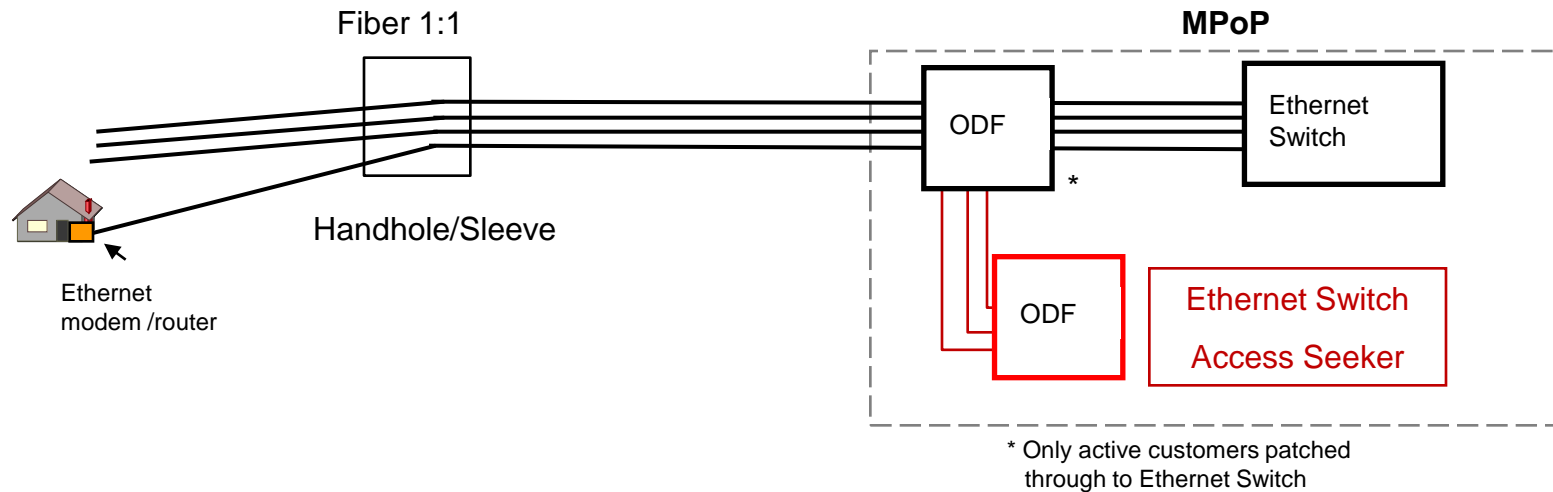 Fiber 1:1
MPoP
ODF
Ethernet
Switch
*
Handhole/Sleeve
Ethernet
modem /router
ODF
Ethernet Switch
Access Seeker
* Only active customers patched
through to Ethernet Switch